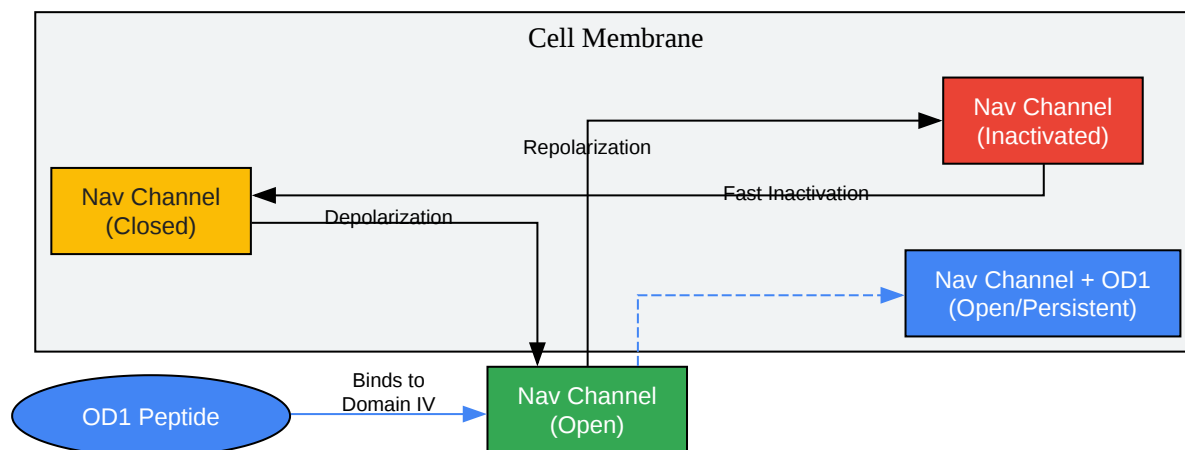 Cell Membrane
Nav Channel
(Inactivated)
Repolarization
Nav Channel
(Closed)
Fast Inactivation
Depolarization
Nav Channel + OD1
(Open/Persistent)
Binds to
Domain IV
OD1 Peptide
Nav Channel
(Open)